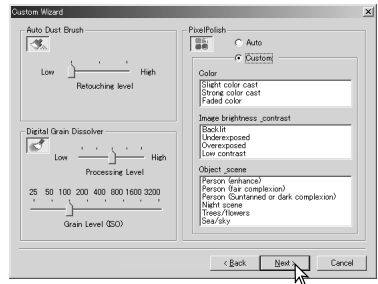 Custom Wizard
Auto Dust Brush
Low High
Retouching level
Digital Grain Dissolver
Low High
Processing Level
25 50 100 200 400 800 1600 3200
Grain Level (ISO)
PixelPolish
Auto
Custom
Color
Slight color cast
Strong color cast
Faded color
Image brightness _contrast
Backlit
Underexposed
Overexposed
Low contrast
Object _scene
Person (enhance)
Person (fair complexion)
Person (Suntanned or dark complexion)
Night scene
Trees/flowers
Sea/sky
< Back Next > Cancel